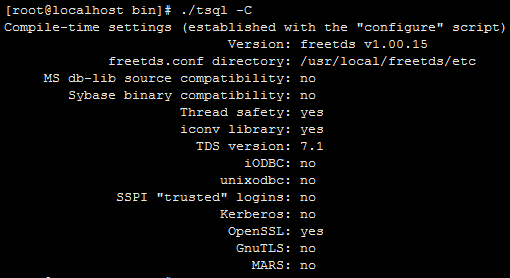 [root@localhost bin]# ./tsql -C
Compile-time settings (established with the "configure" script)
Version: freetds v1.00.15
freetds.conf directory: /usr/local/freetds/etc
MS db-lib source compatibility: no
Sybase binary compatibility: no
Thread safety: yes
iconv library: yes
TDS version: 7.1
iODBC: no
unixodbc: no
SSPI "trusted" logins: no
Kerberos: no
OpenSSL: yes
GnuTLS: no
MARS: no